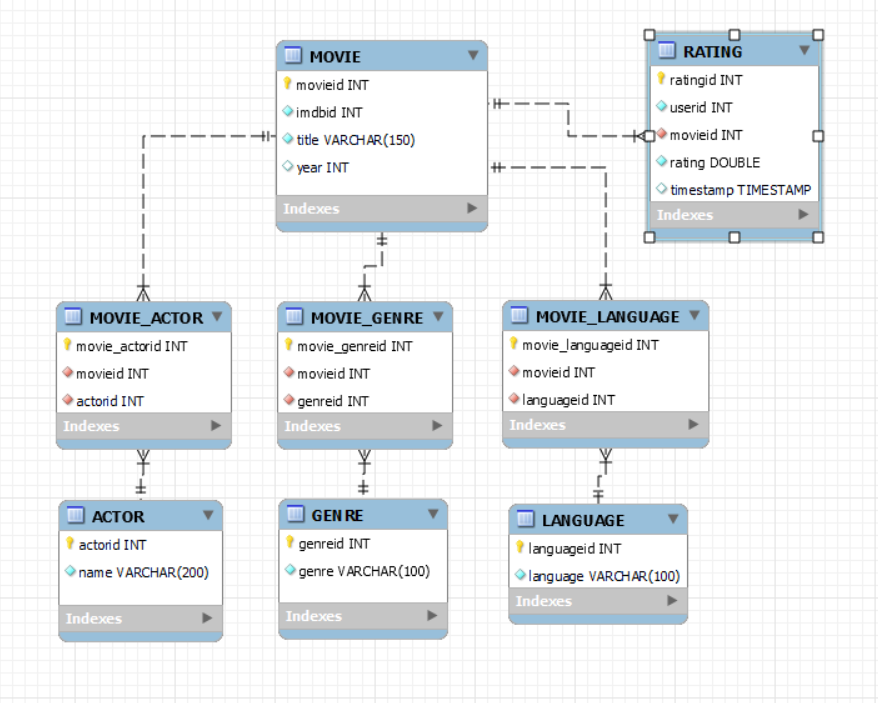 MOVIE
movieid INT
imdbid INT
title VARCHAR(150)
year INT
Indexes
RATING
ratingid INT
userid INT
movieid INT
rating DOUBLE
timestamp TIMESTAMP
Indexes
MOVIE_ACTOR
movie_actorid INT
movieid INT
actorid INT
Indexes
MOVIE_GENRE
movie_genreid INT
movieid INT
genreid INT
Indexes
MOVIE_LANGUAGE
movie_languageid INT
movieid INT
languageid INT
Indexes
ACTOR
actorid INT
name VARCHAR(200)
Indexes
GENRE
genreid INT
genre VARCHAR(100)
Indexes
LANGUAGE
languageid INT
language VARCHAR(100)
Indexes